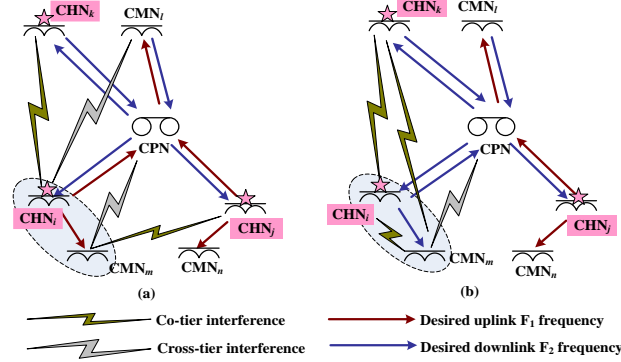 CHNk
CMNl
CPN
CHNi
CHNj
CMNm
CMNn
(a)
CHNk
CMNl
CPN
CHNi
CHNj
CMNm
CMNn
(b)
Co-tier interference
Desired uplink F1 frequency
Cross-tier interference
Desired downlink F2 frequency